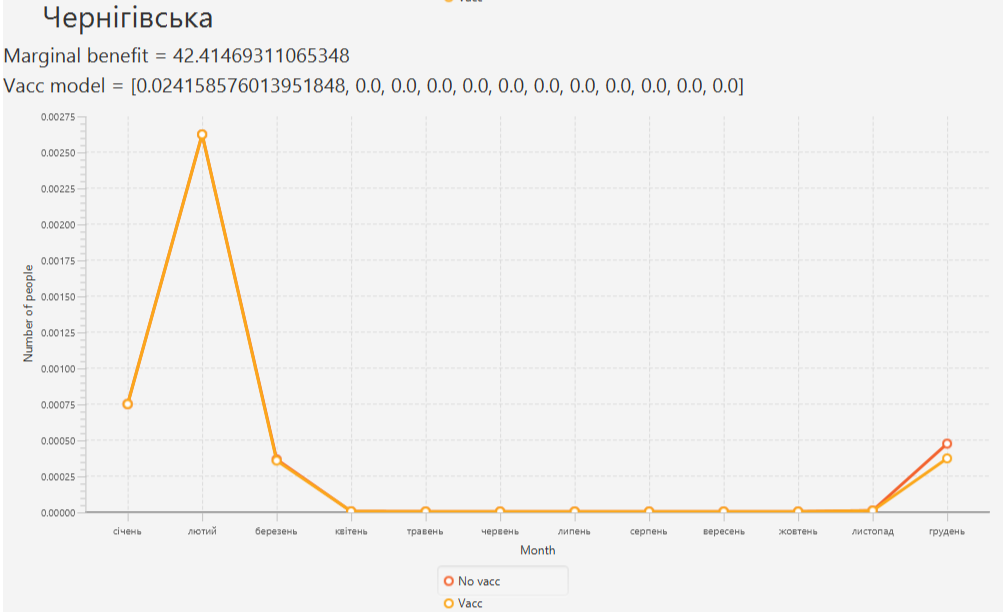 Vacc
Чернігівська
Marginal benefit = 42.41469311065348
Vacc model = [0.024158576013951848, 0.0, 0.0, 0.0, 0.0, 0.0, 0.0, 0.0, 0.0, 0.0, 0.0, 0.0]
0.00275
0.00250
0.00225
0.00200
0.00175
0.00150
0.00125
0.00100
0.00075
0.00050
0.00025
0.00000
Number of people
січень лютий березень квітень травень червень липень серпень вересень жовтень листопад грудень
Month
No vacc
Vacc